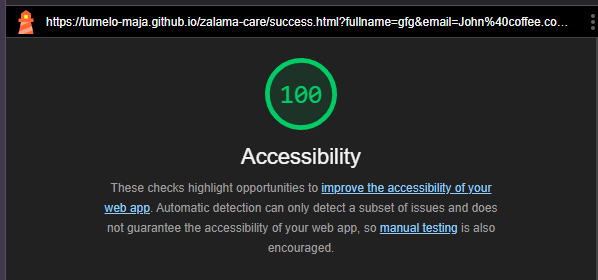 https://tumelo-maja.github.io/zalama-care/success.html?fullname=gfg&email=John%40coffee.co...
100
Accessibility
These checks highlight opportunities to improve the accessibility of your
web app. Automatic detection can only detect a subset of issues and does
not guarantee the accessibility of your web app, so manual testing is also
encouraged.